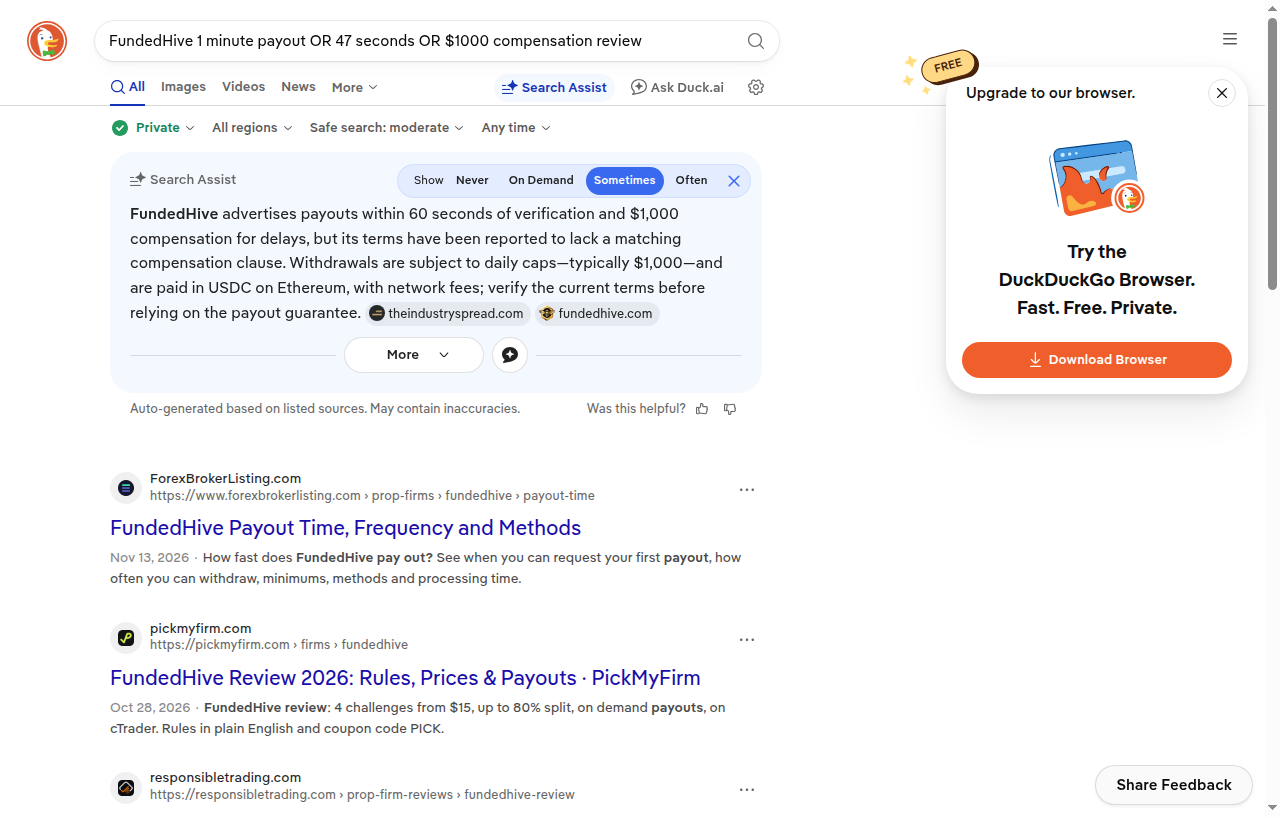 FundedHive 1 minute payout OR 47 seconds OR $1000 compensation review
All
Images
Videos
News
More
Search Assist
Ask Duck.ai
FREE
Upgrade to our browser.
Private
All regions
Safe search: moderate
Any time
Search Assist
Show
Never
On Demand
Sometimes
Often
FundedHive advertises payouts within 60 seconds of verification and $1,000
compensation for delays, but its terms have been reported to lack a matching
compensation clause. Withdrawals are subject to daily caps—typically $1,000—and
are paid in USDC on Ethereum, with network fees; verify the current terms before
relying on the payout guarantee. theindustryspread.com fundedhive.com
More
Auto-generated based on listed sources. May contain inaccuracies.
Was this helpful?
Try the
DuckDuckGo Browser.
Fast. Free. Private.
Download Browser
ForexBrokerListing.com
https://www.forexbrokerlisting.com › prop-firms › fundedhive › payout-time
FundedHive Payout Time, Frequency and Methods
Nov 13, 2026 · How fast does FundedHive pay out? See when you can request your first payout, how
often you can withdraw, minimums, methods and processing time.
pickmyfirm.com
https://pickmyfirm.com › firms › fundedhive
FundedHive Review 2026: Rules, Prices & Payouts · PickMyFirm
Oct 28, 2026 · FundedHive review: 4 challenges from $15, up to 80% split, on demand payouts, on
cTrader. Rules in plain English and coupon code PICK.
responsibletrading.com
https://responsibletrading.com › prop-firm-reviews › fundedhive-review
Share Feedback